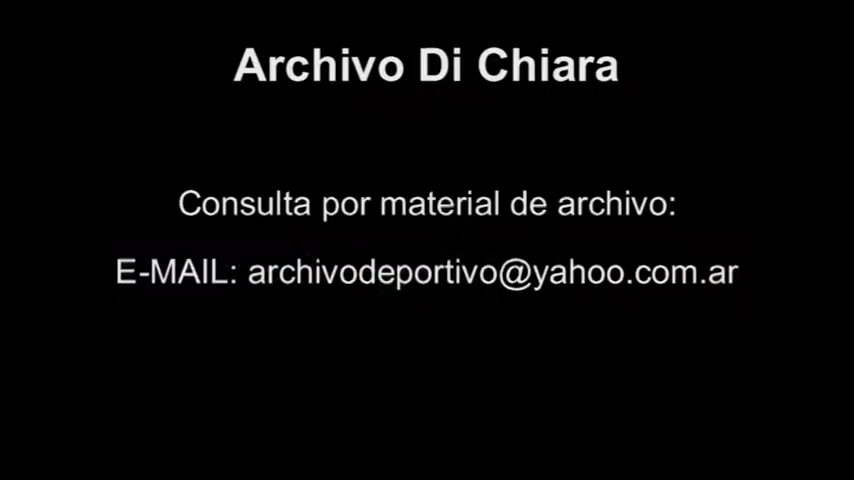 Archivo Di Chiara
Consulta por material de archivo:
E-MAIL: archivodeportivo@yahoo.com.ar